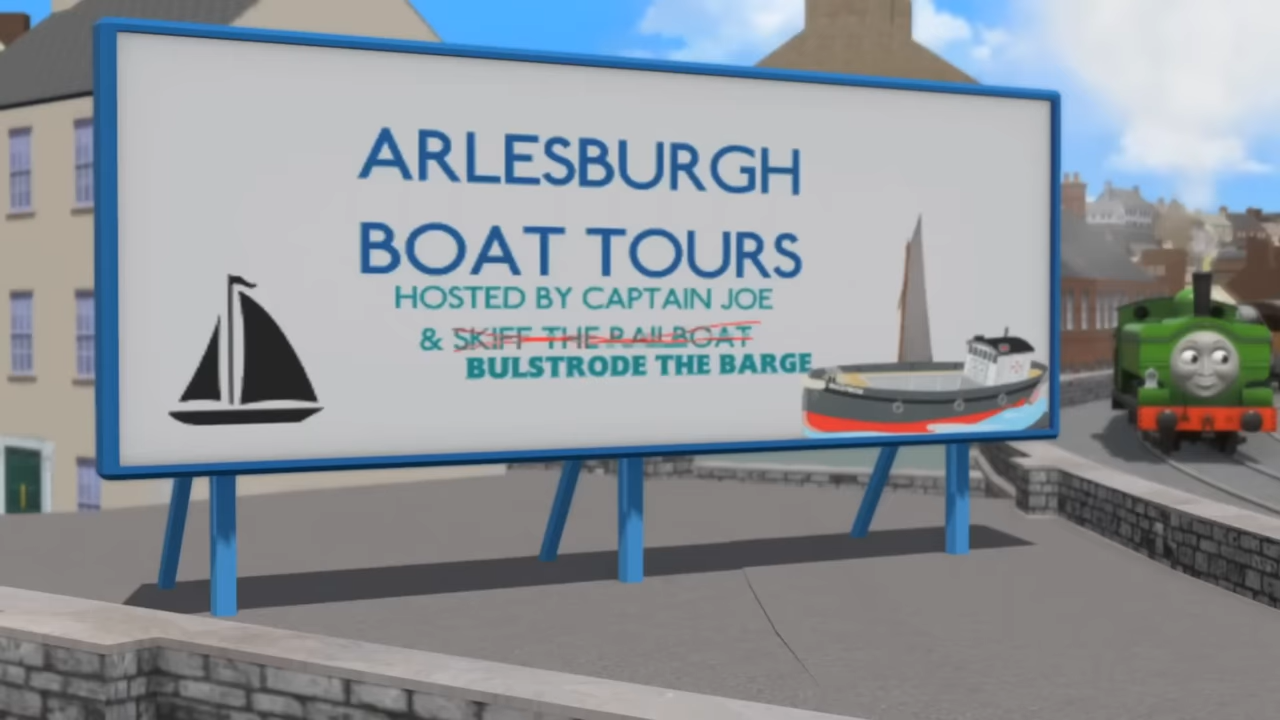 ARLESBURGH
BOAT TOURS
HOSTED BY CAPTAIN JOE
& SKIFF THE RAILBOAT
BULSTRODE THE BARGE